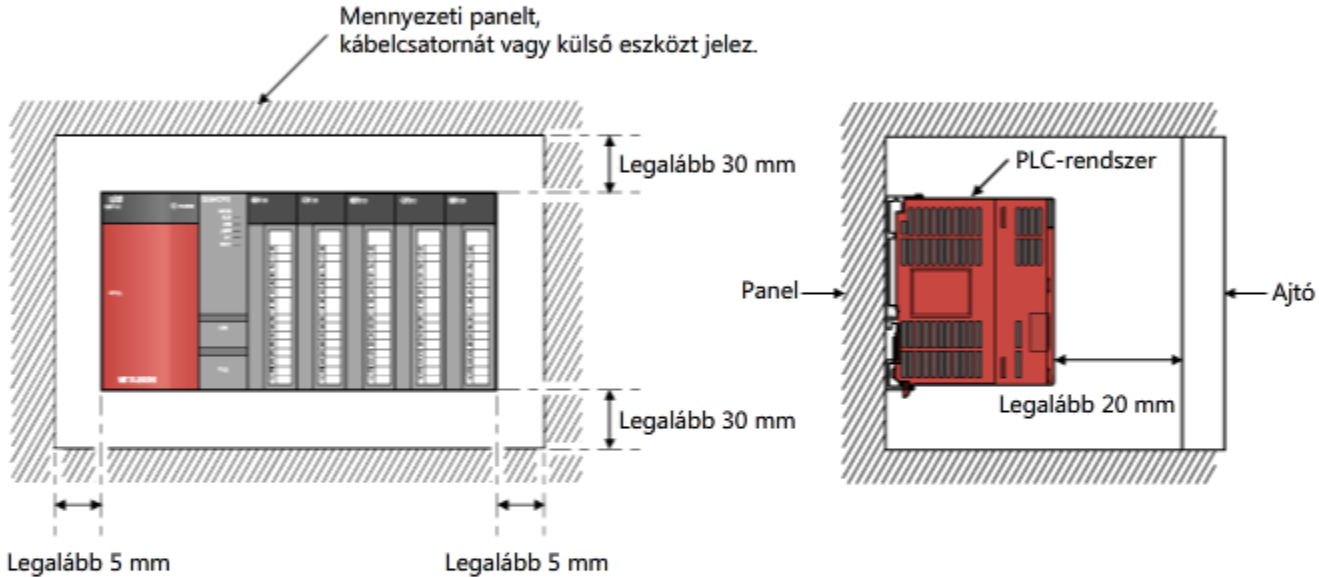 Mennyezeti panelt,
kábelcsatornát vagy külső eszközt jelez.
Legalább 30 mm
Legalább 30 mm
Legalább 5 mm
Legalább 5 mm
PLC-rendszer
Panel
Ajtó
Legalább 20 mm